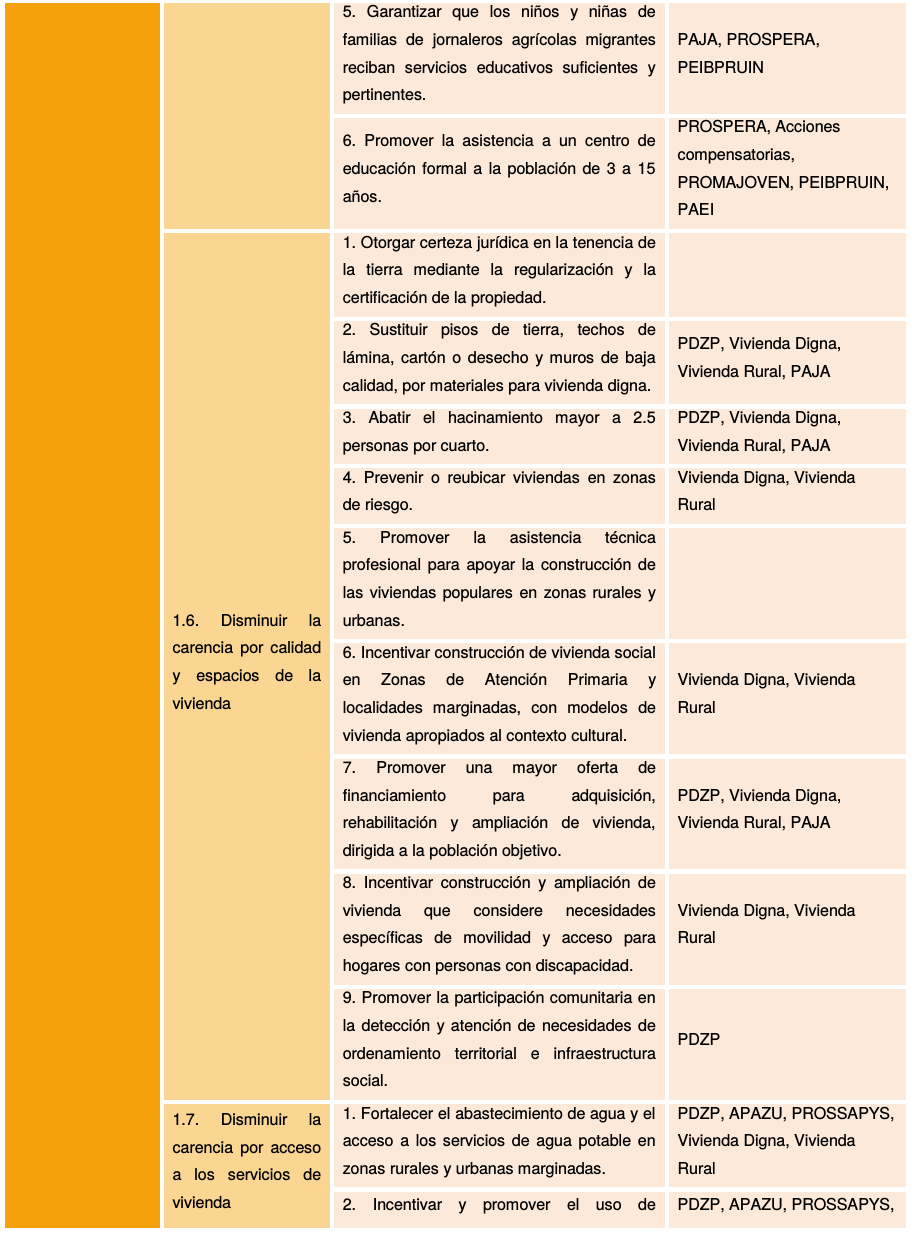 5. Garantizar que los niños y niñas de
familias de jornaleros agrícolas migrantes
reciban servicios educativos suficientes y
pertinentes.
PAJA, PROSPERA,
PEIBPRUIN
6. Promover la asistencia a un centro de
educación formal a la población de 3 a 15
años.
PROSPERA, Acciones
compensatorias,
PROMAJOVEN, PEIBPRUIN,
PAEI
1.6. Disminuir la
carencia por calidad
y espacios de la
vivienda
1. Otorgar certeza jurídica en la tenencia de
la tierra mediante la regularización y la
certificación de la propiedad.
2. Sustituir pisos de tierra, techos de
lámina, cartón o desecho y muros de baja
calidad, por materiales para vivienda digna.
PDZP, Vivienda Digna,
Vivienda Rural, PAJA
3. Abatir el hacinamiento mayor a 2.5
personas por cuarto.
PDZP, Vivienda Digna,
Vivienda Rural, PAJA
4. Prevenir o reubicar viviendas en zonas
de riesgo.
Vivienda Digna, Vivienda
Rural
5. Promover la asistencia técnica
profesional para apoyar la construcción de
las viviendas populares en zonas rurales y
urbanas.
6. Incentivar construcción de vivienda social
en Zonas de Atención Primaria y
localidades marginadas, con modelos de
vivienda apropiados al contexto cultural.
Vivienda Digna, Vivienda
Rural
7. Promover una mayor oferta de
financiamiento para adquisición,
rehabilitación y ampliación de vivienda,
dirigida a la población objetivo.
PDZP, Vivienda Digna,
Vivienda Rural, PAJA
8. Incentivar construcción y ampliación de
vivienda que considere necesidades
específicas de movilidad y acceso para
hogares con personas con discapacidad.
Vivienda Digna, Vivienda
Rural
9. Promover la participación comunitaria en
la detección y atención de necesidades de
ordenamiento territorial e infraestructura
social.
PDZP
1.7. Disminuir la
carencia por acceso
a los servicios de
vivienda
1. Fortalecer el abastecimiento de agua y el
acceso a los servicios de agua potable en
zonas rurales y urbanas marginadas.
PDZP, APAZU, PROSSAPYS,
Vivienda Digna, Vivienda
Rural
2. Incentivar y promover el uso de
PDZP, APAZU, PROSSAPYS,